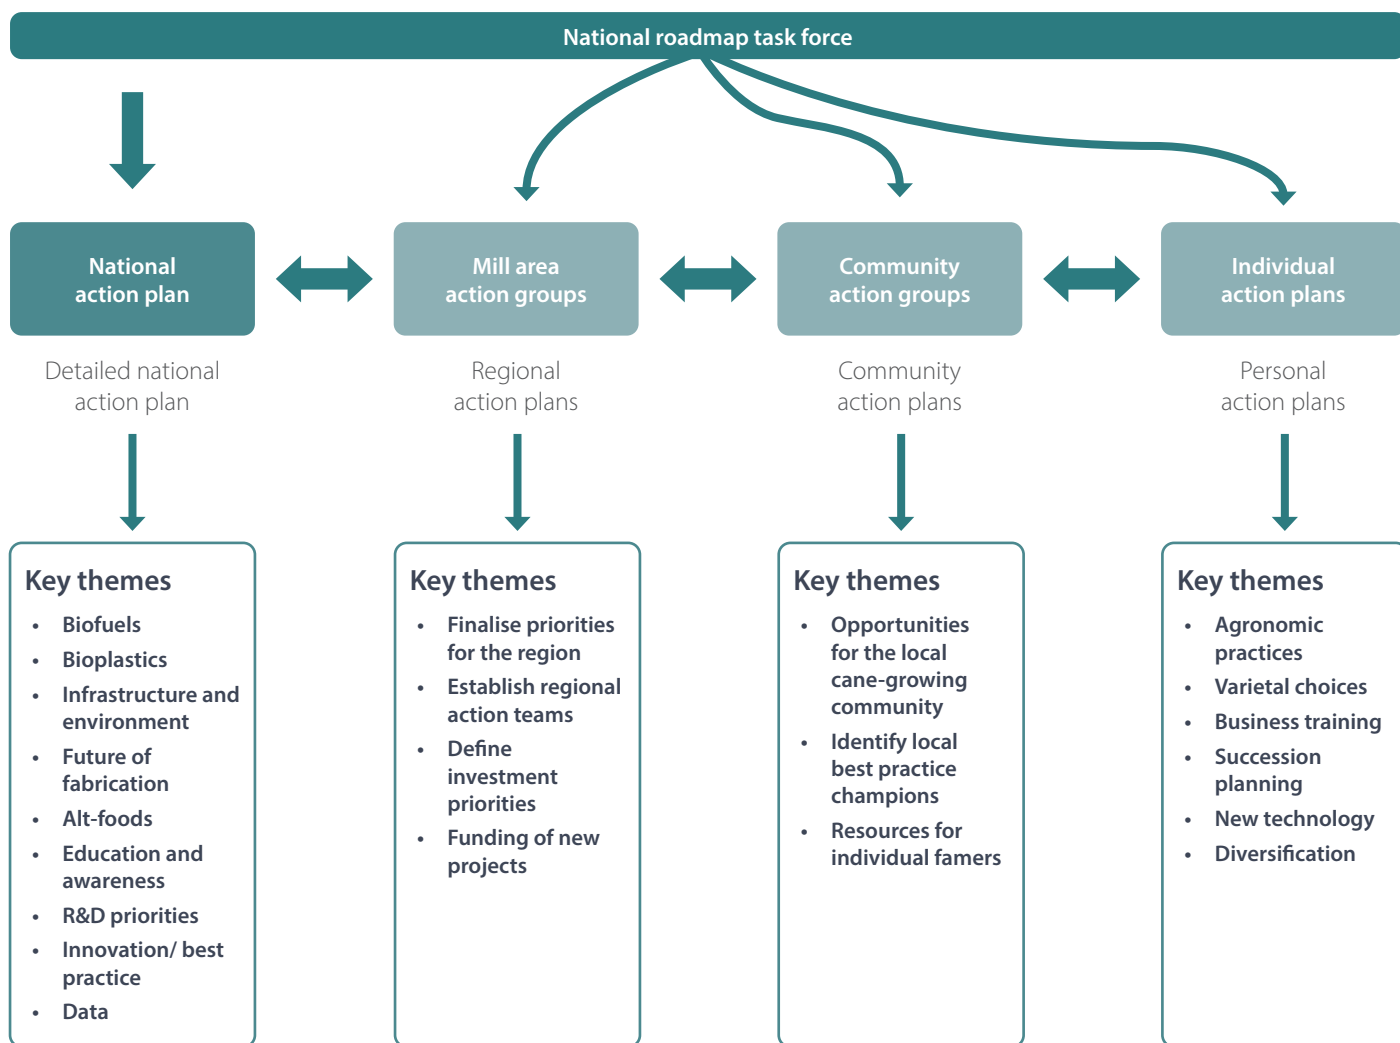 National roadmap task force
National
action plan
Mill area
action groups
Community
action groups
Individual
action plans
Detailed national
action plan
Regional
action plans
Community
action plans
Personal
action plans
Key themes
• Biofuels
• Bioplastics
• Infrastructure and
environment
• Future of
fabrication
• Alt-foods
• Education and
awareness
• R&D priorities
• Innovation/ best
practice
• Data
Key themes
• Finalise priorities
for the region
• Establish regional
action teams
• Define
investment
priorities
• Funding of new
projects
Key themes
• Opportunities
for the local
cane-growing
community
• Identify local
best practice
champions
• Resources for
individual famers
Key themes
• Agronomic
practices
• Varietal choices
• Business training
• Succession
planning
• New technology
• Diversification